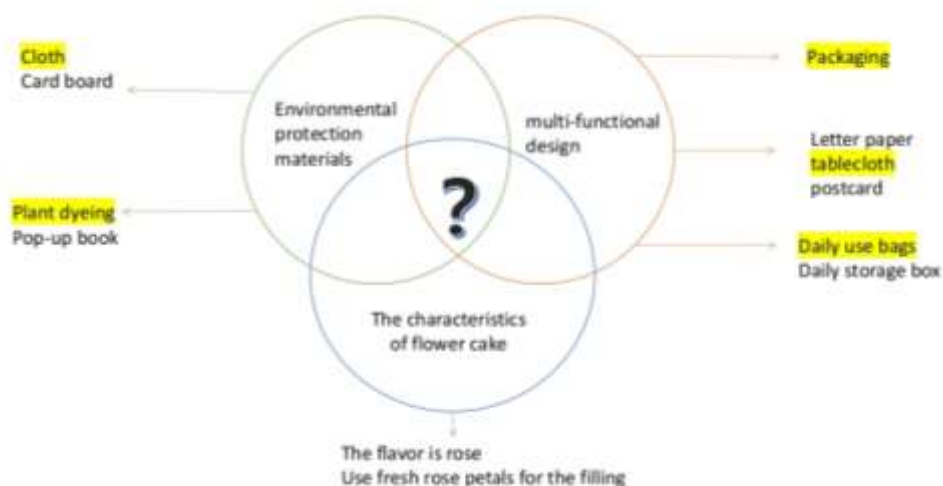 Cloth
Card board
Packaging
Environmental
protection
materials
multi-functional
design
Letter paper
tablecloth
postcard
?
Plant dyeing
Pop-up book
Daily use bags
Daily storage box
The characteristics
of flower cake
The flavor is rose
Use fresh rose petals for the filling